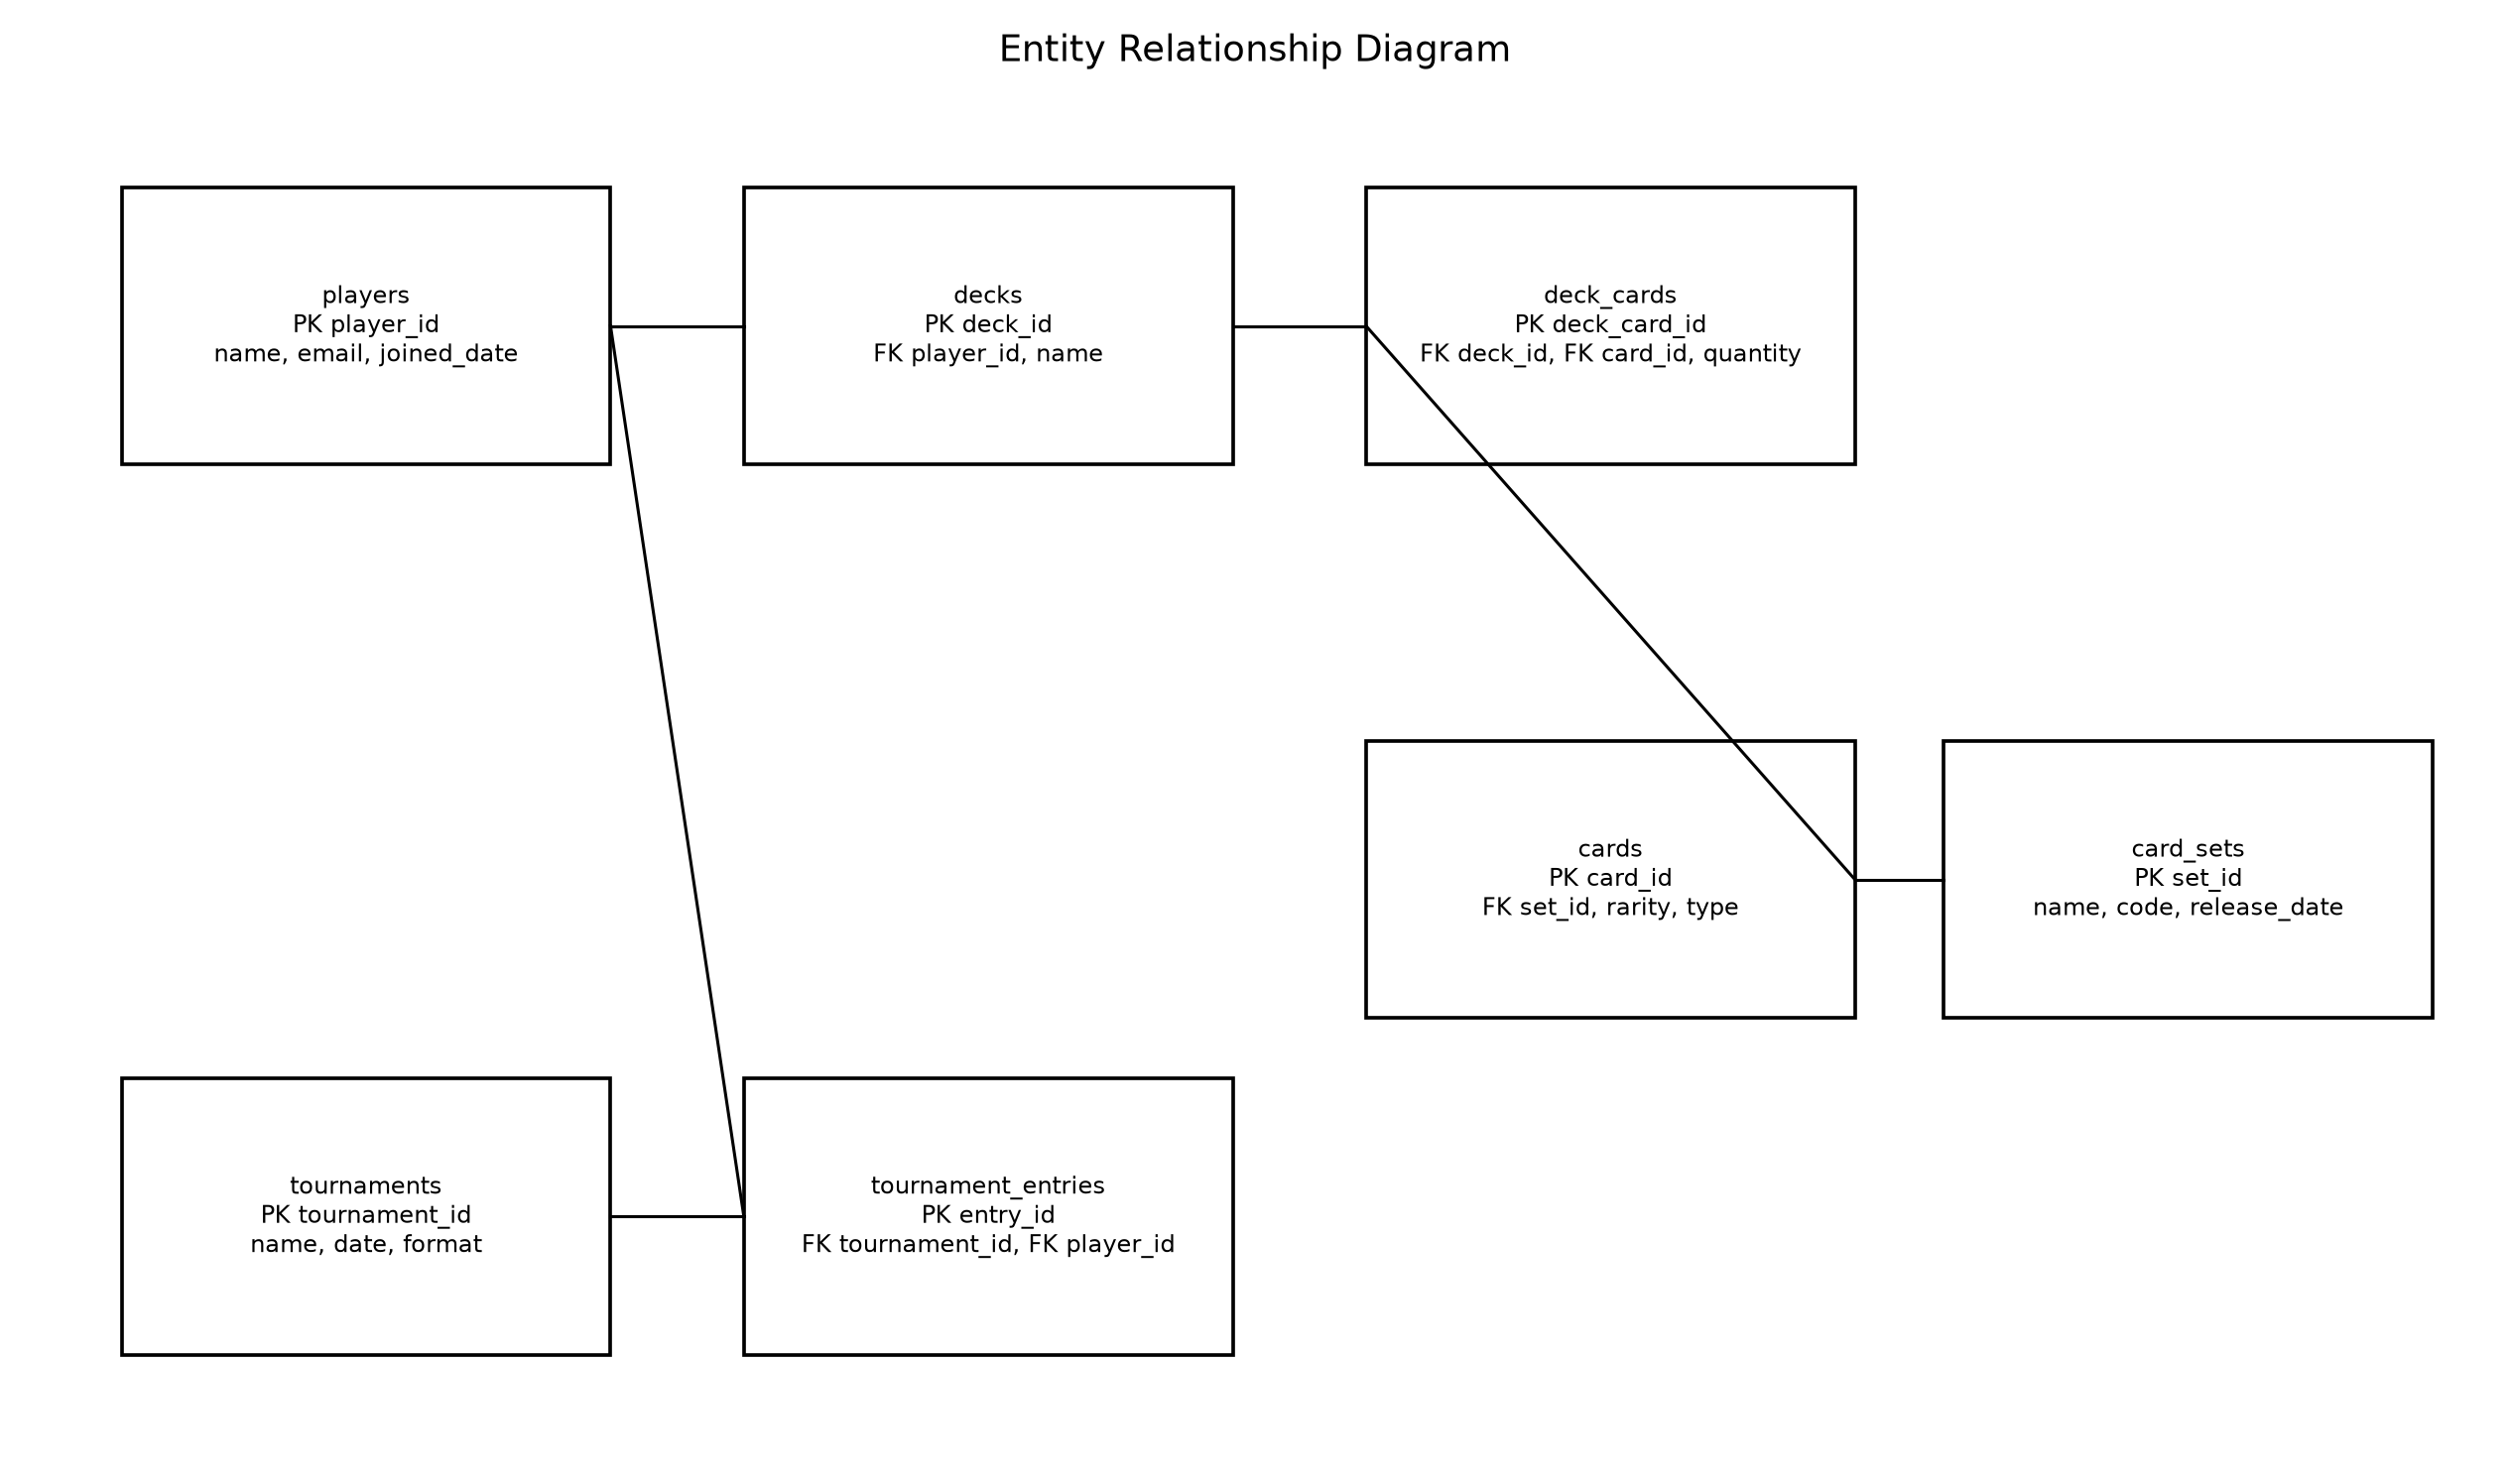 Entity Relationship Diagram
players
PK player_id
name, email, joined_date
decks
PK deck_id
FK player_id, name
deck_cards
PK deck_card_id
FK deck_id, FK card_id, quantity
cards
PK card_id
FK set_id, rarity, type
card_sets
PK set_id
name, code, release_date
tournaments
PK tournament_id
name, date, format
tournament_entries
PK entry_id
FK tournament_id, FK player_id